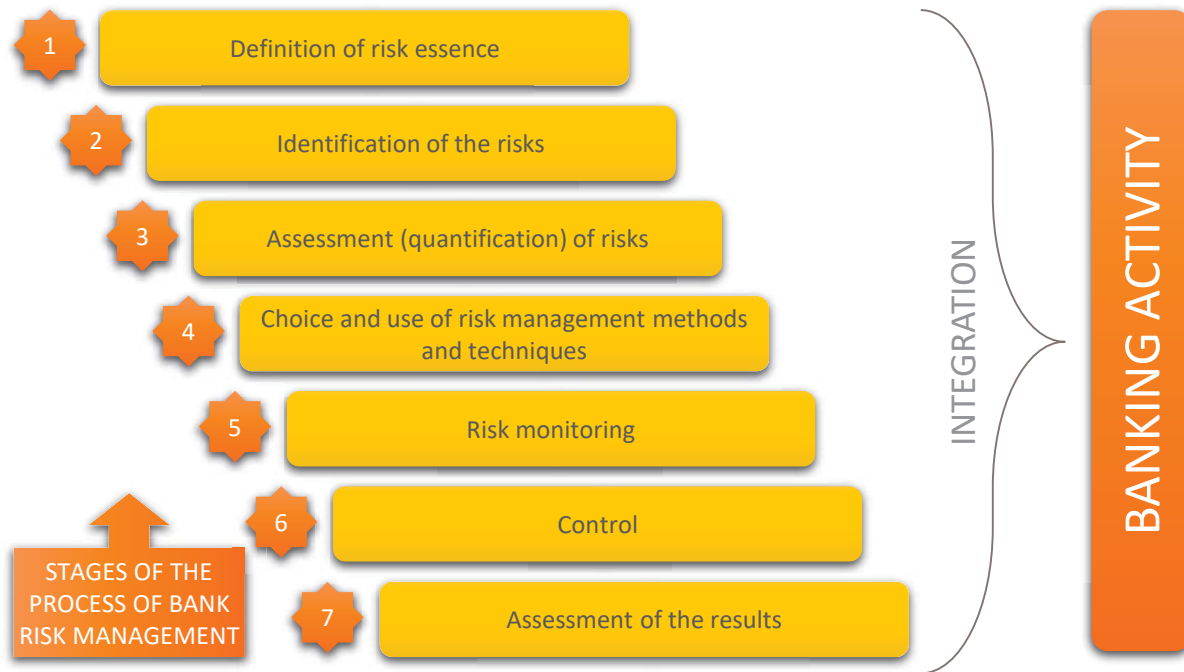 1
Definition of risk essence
2
Identification of the risks
3
Assessment (quantification) of risks
4
Choice and use of risk management methods
and techniques
5
Risk monitoring
6
Control
7
Assessment of the results
STAGES OF THE
PROCESS OF BANK
RISK MANAGEMENT
INTEGRATION
BANKING ACTIVITY